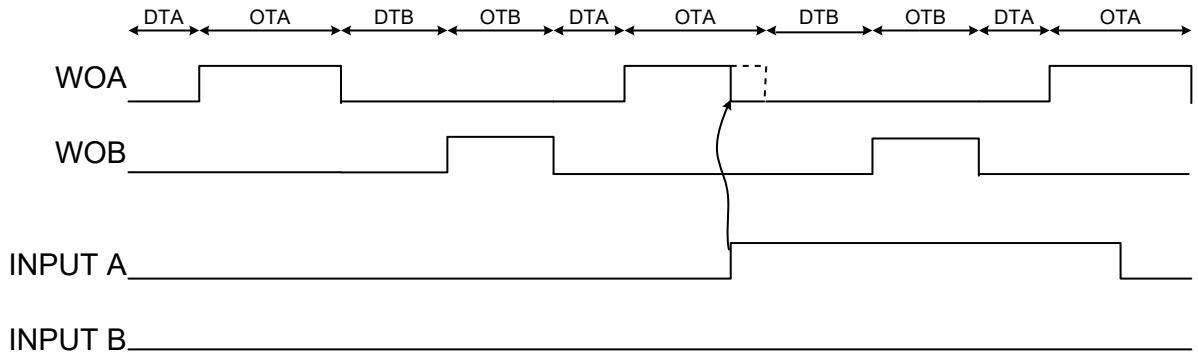 DTA OTA DTB OTB DTA OTA DTB OTB DTA OTA
WOA
WOB
INPUT A
INPUT B